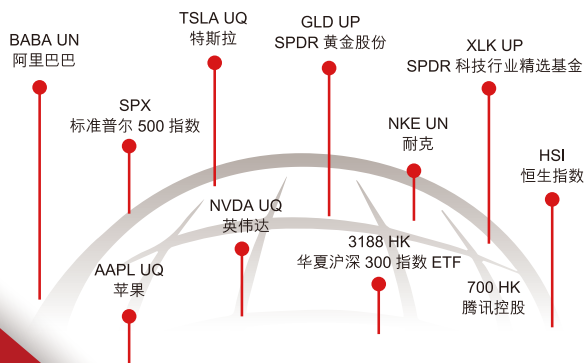 BABA UN
阿里巴巴
SPX
标准普尔 500 指数
TSLA UQ
特斯拉
GLD UP
SPDR 黄金股份
XLK UP
SPDR 科技行业精选基金
NKE UN
耐克
HSI
恒生指数
NVDA UQ
英伟达
AAPL UQ
苹果
3188 HK
华夏沪深 300 指数 ETF
700 HK
腾讯控股